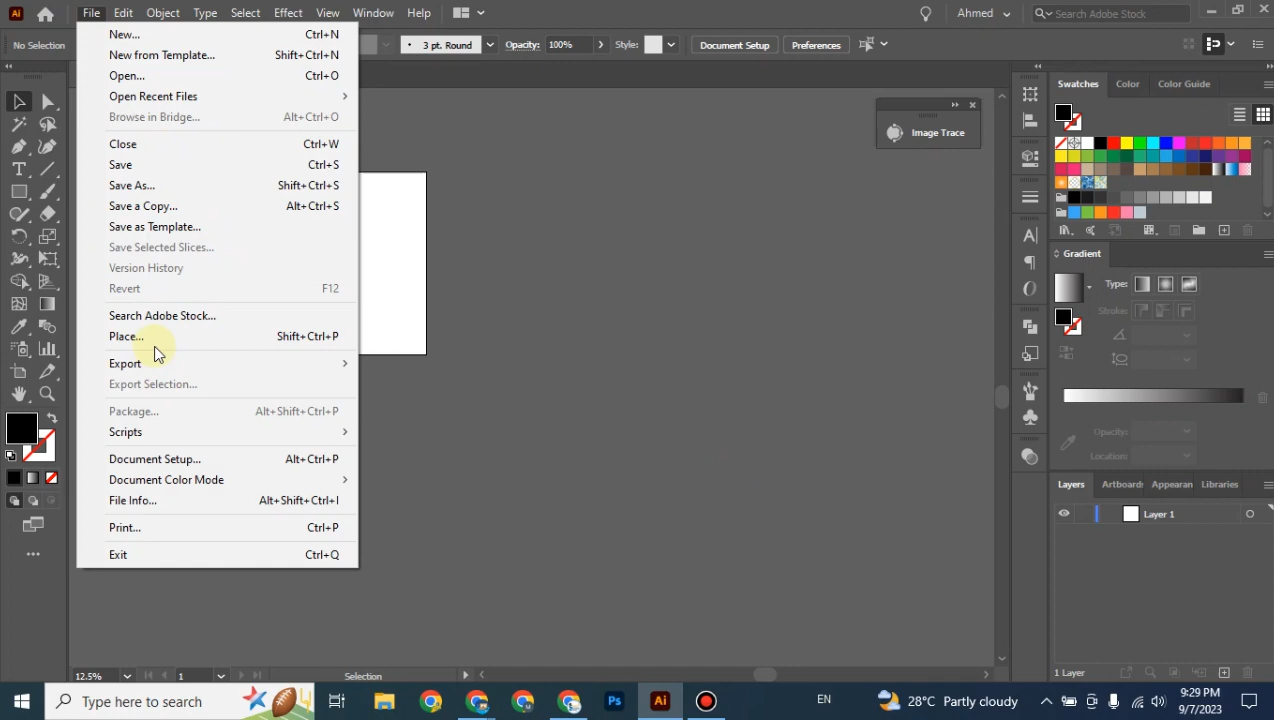 Ai File Edit Object Type Select Effect View Window Help Ahmed Search Adobe Stock
No Selection 3 pt. Round Opacity: 100% Style: Document Setup Preferences
New... Ctrl+N
New from Template... Shift+Ctrl+N
Open... Ctrl+O
Open Recent Files
Browse in Bridge... Alt+Ctrl+O
Close Ctrl+W
Save Ctrl+S
Save As... Shift+Ctrl+S
Save a Copy... Alt+Ctrl+S
Save as Template...
Save Selected Slices...
Version History
Revert F12
Search Adobe Stock...
Place... Shift+Ctrl+P
Export
Export Selection...
Package... Alt+Shift+Ctrl+P
Scripts
Document Setup... Alt+Ctrl+P
Document Color Mode
File Info... Alt+Shift+Ctrl+I
Print... Ctrl+P
Exit Ctrl+Q
Image Trace
Swatches Color Color Guide
Gradient
Type:
Stroke:
Opacity:
Location:
Layers Artboards Appearan Libraries
Layer 1
1 Layer
12.5% 1 Selection
Type here to search Ps Ai EN 28°C Partly cloudy 9:29 PM
9/7/2023